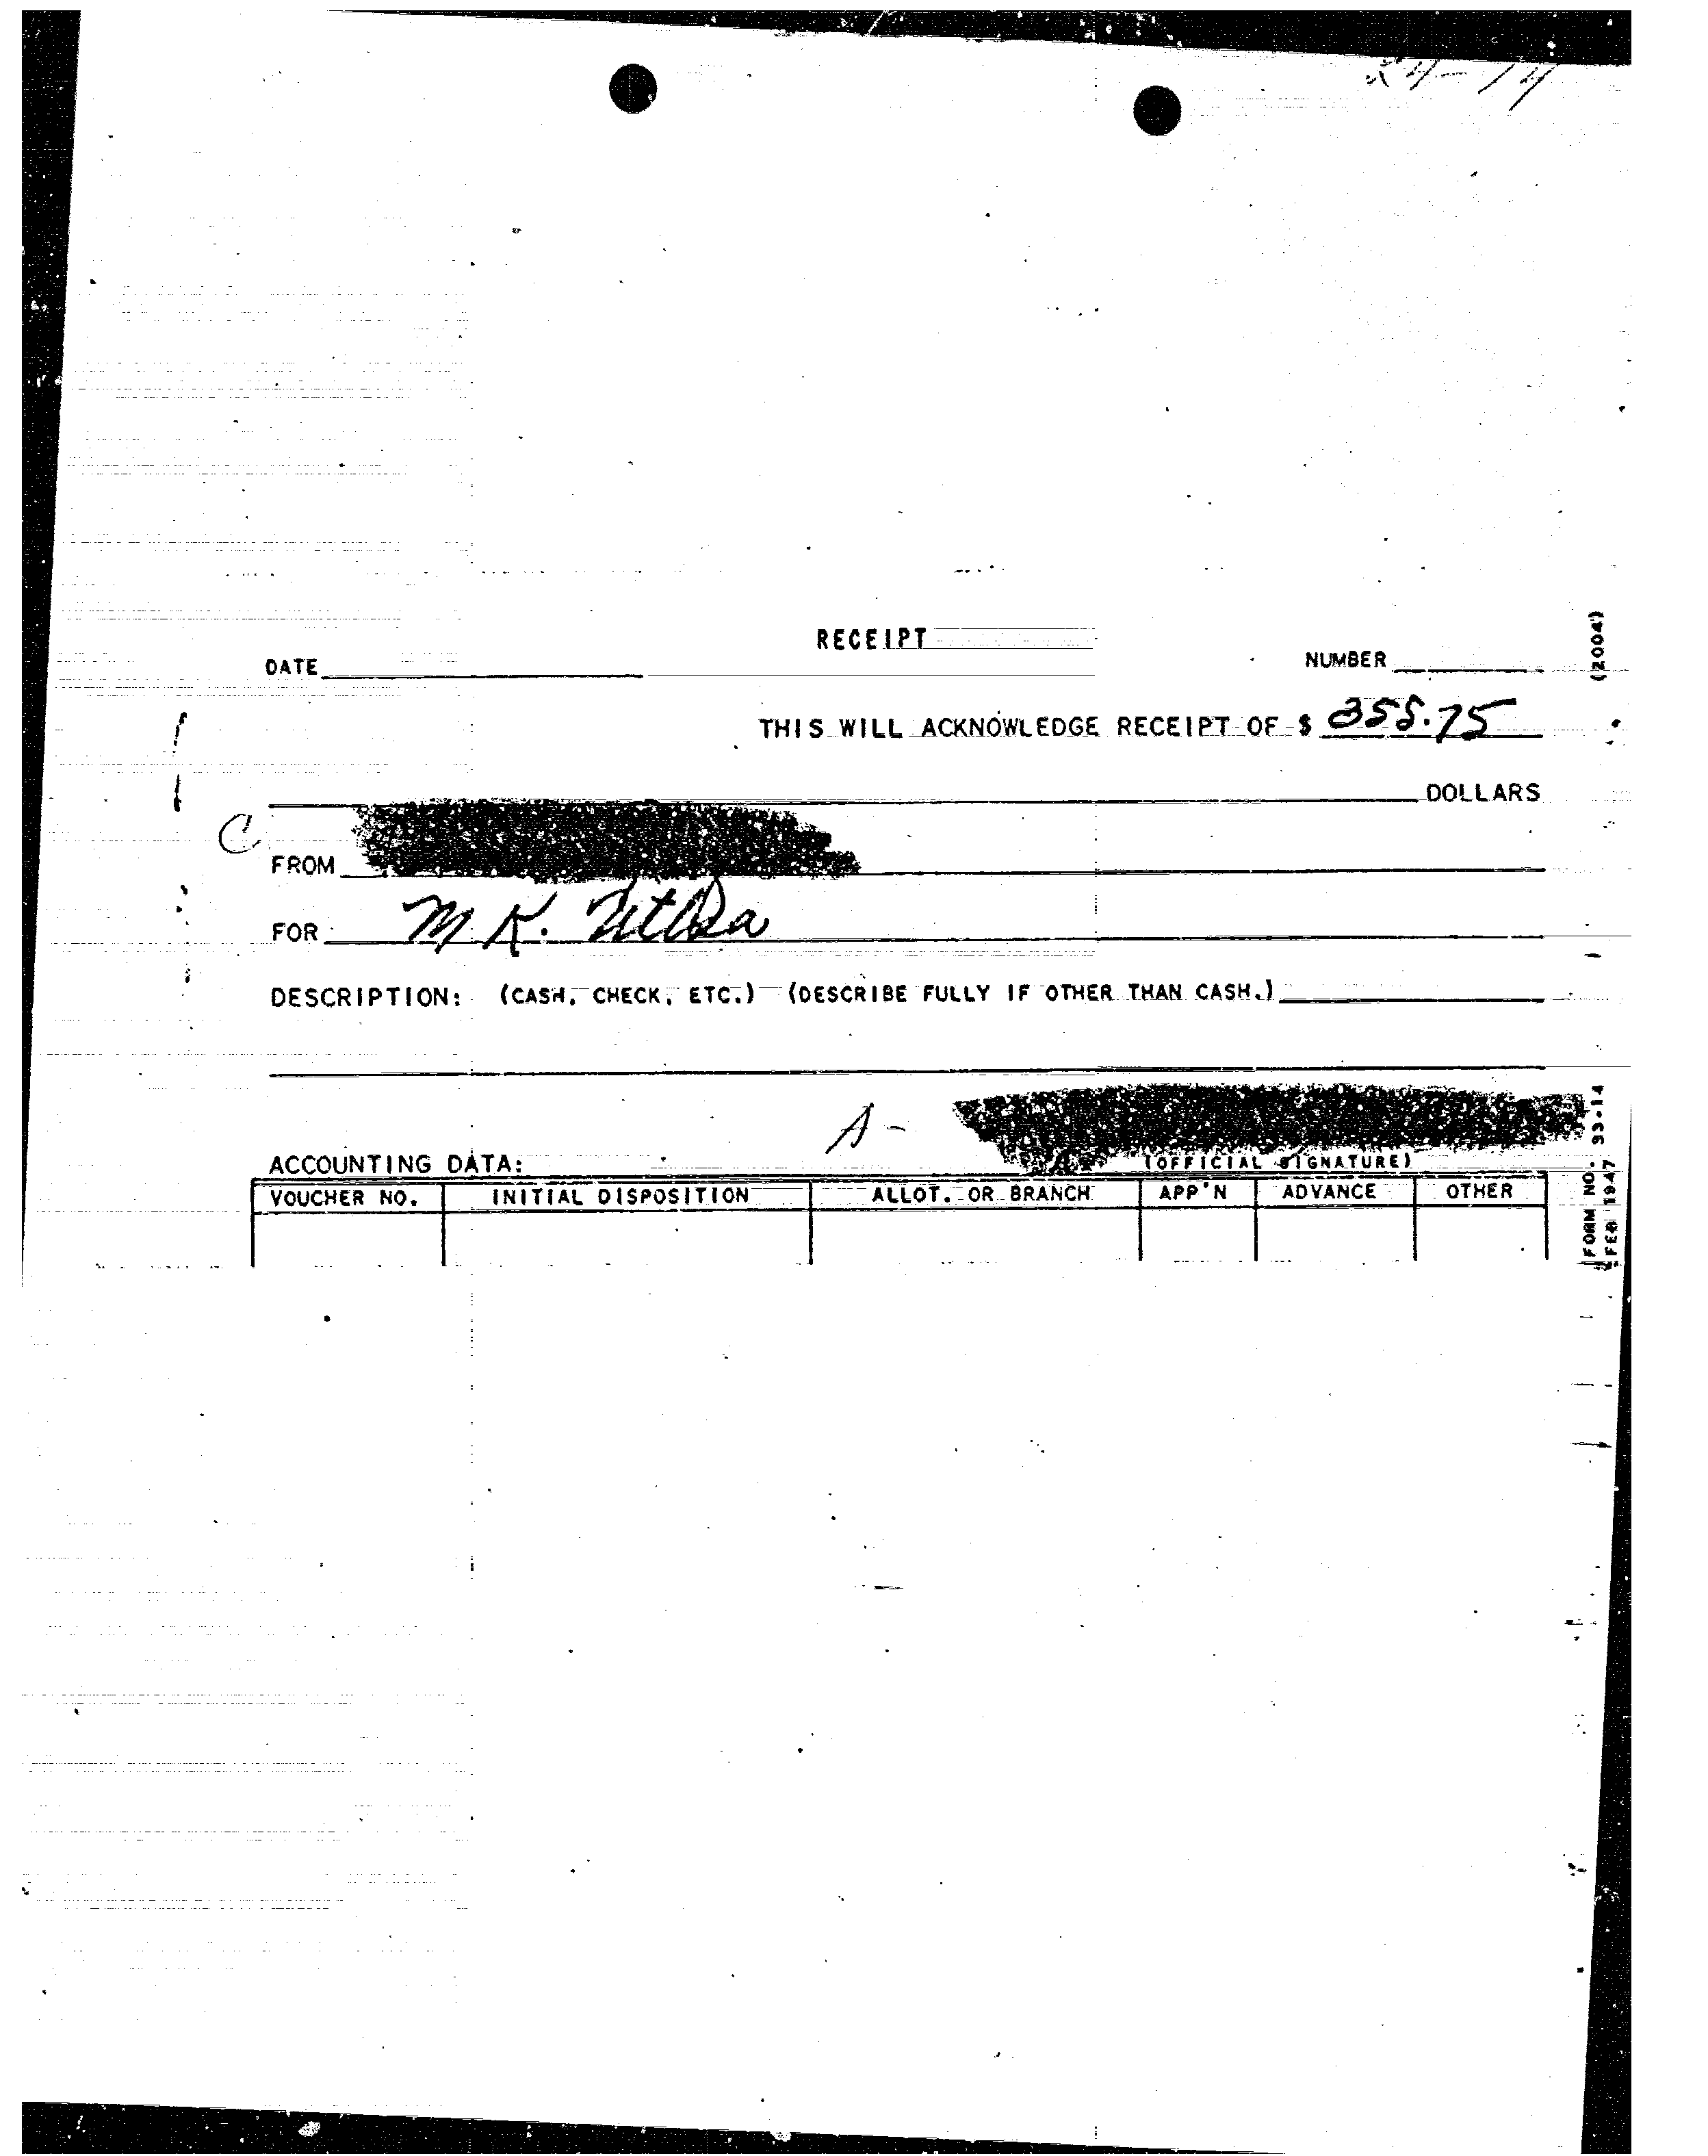 24-14
RECEIPT
(2004)
DATE
NUMBER
THIS WILL ACKNOWLEDGE RECEIPT OF $ 355.75
DOLLARS
C
FROM
FOR M K. Ultra
DESCRIPTION: (CASH, CHECK, ETC.) (DESCRIBE FULLY IF OTHER THAN CASH.)
A-
ACCOUNTING DATA:
(OFFICIAL SIGNATURE)
VOUCHER NO. INITIAL DISPOSITION ALLOT. OR BRANCH APP'N ADVANCE OTHER
FORM NO. 33-14
FEB 1947